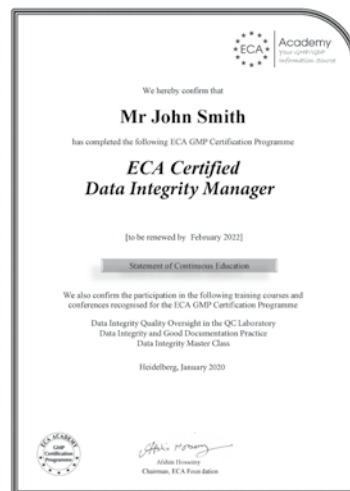 ECA
Academy
Your GMP/GDP
Information Source
We hereby confirm that
Mr John Smith
has completed the following ECA GMP Certification Programme
ECA Certified
Data Integrity Manager
[to be renewed by February 2022]
Statement of Continuous Education
We also confirm the participation in the following training courses and
conferences recognised for the ECA GMP Certification Programme
Data Integrity Quality Oversight in the QC Laboratory
Data Integrity and Good Documentation Practice
Data Integrity Master Class
Heidelberg, January 2020
ECA ACADEMY
GMP
Certification
Programme
Afshin Hosseiny
Afshin Hosseiny
Chairman, ECA Foundation